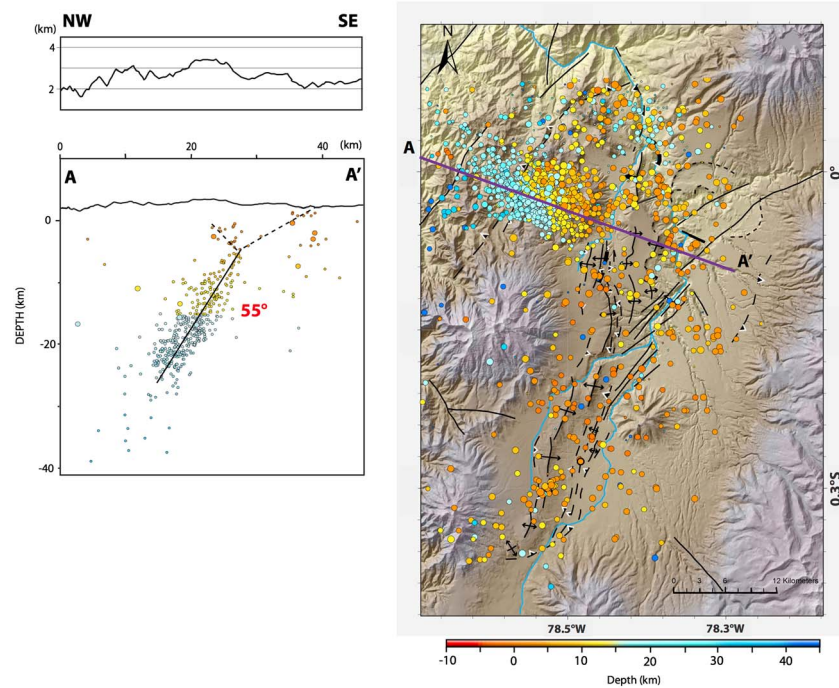 NW SE
(km)
4
2
0 20 40 (km)
A A’
0
-20
-40
DEPTH (km)
55°
N
A
A’
0°
0.3°S
0 3 6 12 Kilometers
78.5°W 78.3°W
-10 0 10 20 30 40
Depth (km)